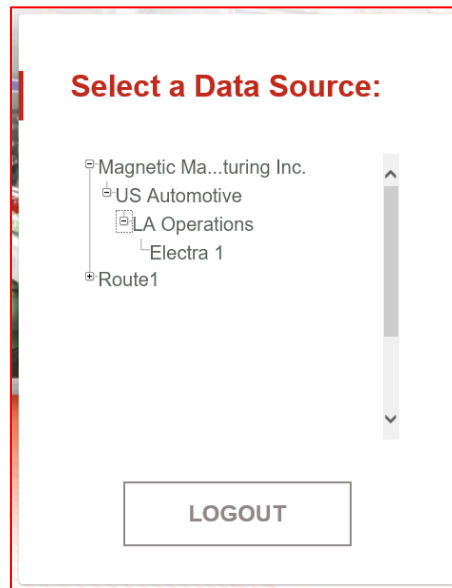 Select a Data Source:
Magnetic Ma...turing Inc.
US Automotive
LA Operations
Electra 1
Route1
LOGOUT